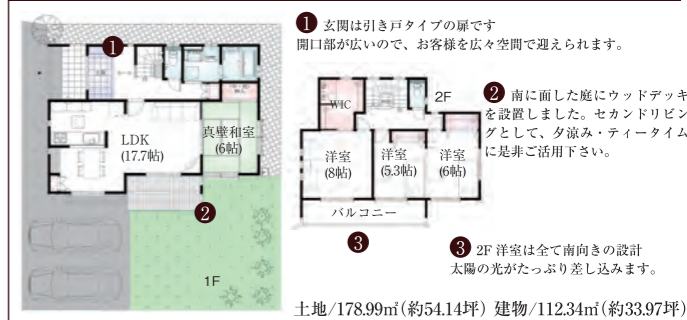 ❶ 玄関は引き戸タイプの扉です
開口部が広いので、お客様を広々空間で迎えられます。
❶
LDK
(17.7帖)
真壁和室
(6帖)
❷
1F
2F
WIC
洋室
(8帖)
洋室
(5.3帖)
洋室
(6帖)
バルコニー
❸
❷ 南に面した庭にウッドデッキ
を設置しました。セカンドリビン
グとして、夕涼み・ティータイム
に是非ご活用下さい。
❸ 2F 洋室は全て南向きの設計
太陽の光がたっぷり差し込みます。
土地/178.99㎡(約54.14坪) 建物/112.34㎡(約33.97坪)